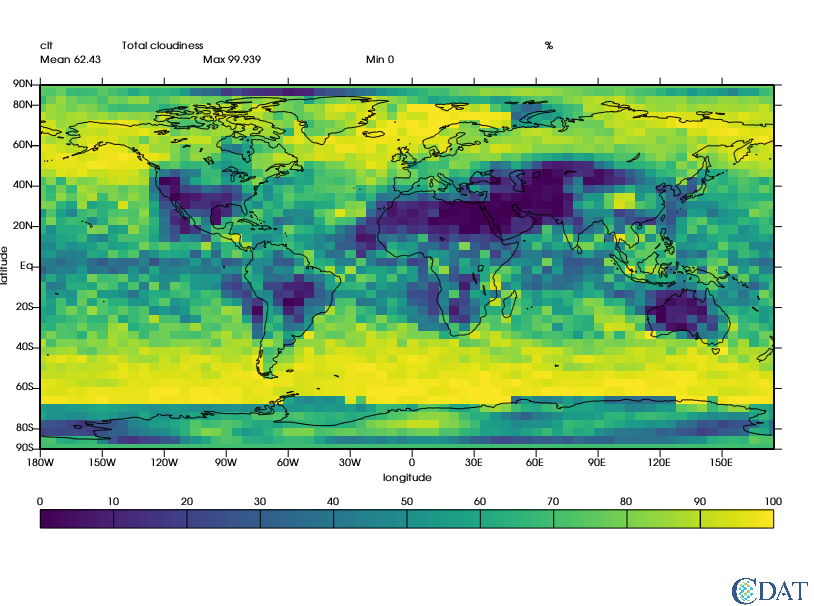 clt Total cloudiness %
Mean 62.43 Max 99.939 Min 0
90N
80N
60N
40N
20N
Eq
20S
40S
60S
80S
90S
latitude
180W 150W 120W 90W 60W 30W 0 30E 60E 90E 120E 150E
longitude
0 10 20 30 40 50 60 70 80 90 100
CDAT